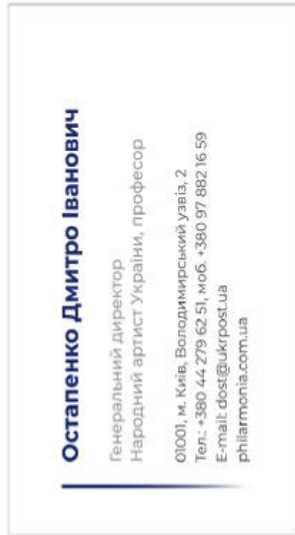 Остапенко Дмитро Іванович
Генеральний директор
Народний артист України, професор
01001, м. Київ, Володимирський узвіз, 2
Тел.: +380 44 279 62 51, моб. +380 97 882 16 59
E-mail: dost@ukrpost.ua
philarmonia.com.ua